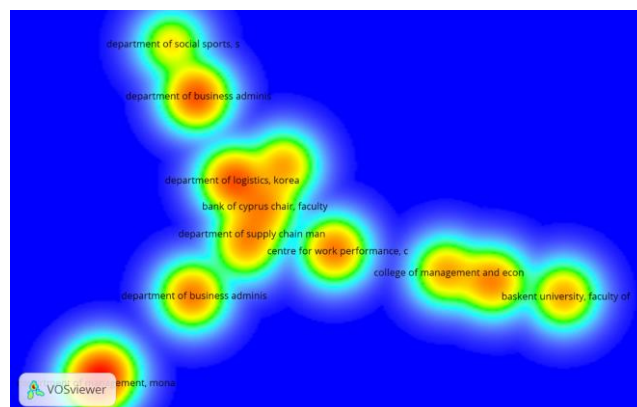 department of social sports, s
department of business adminis
department of logistics, korea
bank of cyprus chair, faculty
department of supply chain man
centre for work performance, c
college of management and econ
department of business adminis
baskent university, faculty of
VOSviewer
ement, mona